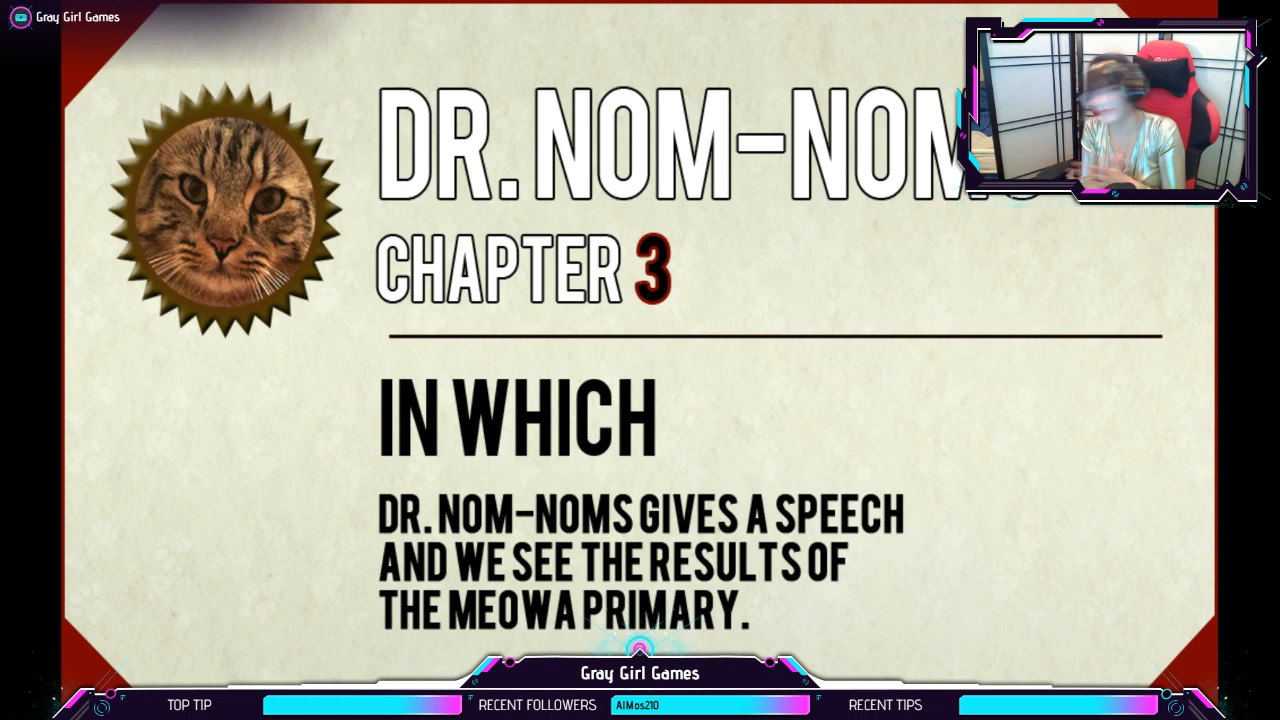 Gray Girl Games
DR. NOM-NOM
CHAPTER 3
IN WHICH
DR. NOM-NOMS GIVES A SPEECH
AND WE SEE THE RESULTS OF
THE MEOWA PRIMARY.
Gray Girl Games
TOP TIP
RECENT FOLLOWERS
AlMos210
RECENT TIPS